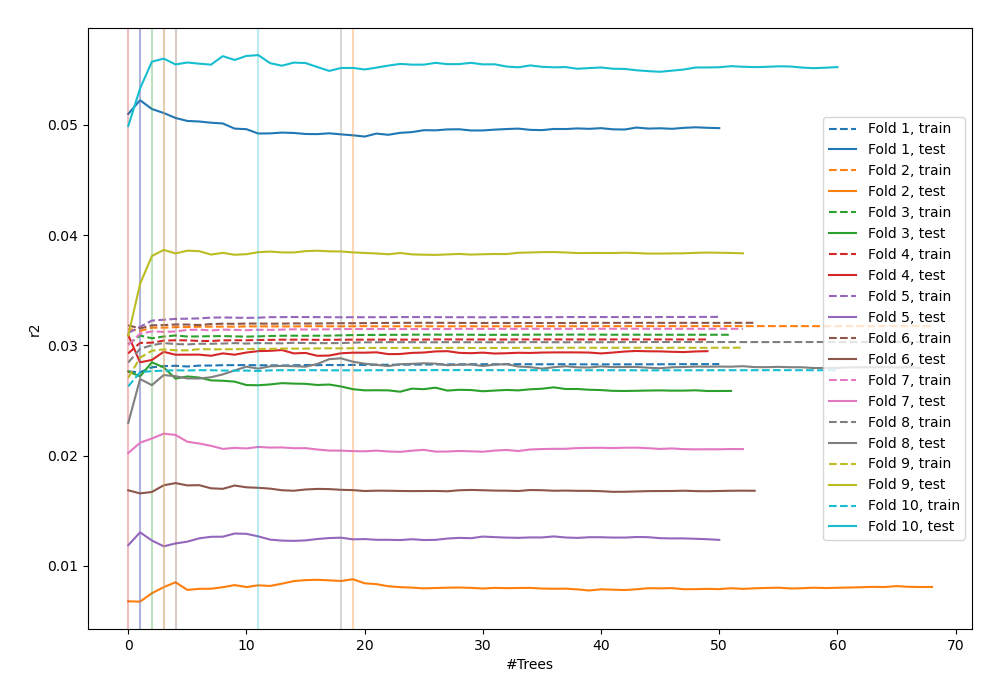 r2
0.05
0.04
0.03
0.02
0.01
0
10
20
30
40
50
60
70
#Trees
Fold 1, train
Fold 1, test
Fold 2, train
Fold 2, test
Fold 3, train
Fold 3, test
Fold 4, train
Fold 4, test
Fold 5, train
Fold 5, test
Fold 6, train
Fold 6, test
Fold 7, train
Fold 7, test
Fold 8, train
Fold 8, test
Fold 9, train
Fold 9, test
Fold 10, train
Fold 10, test